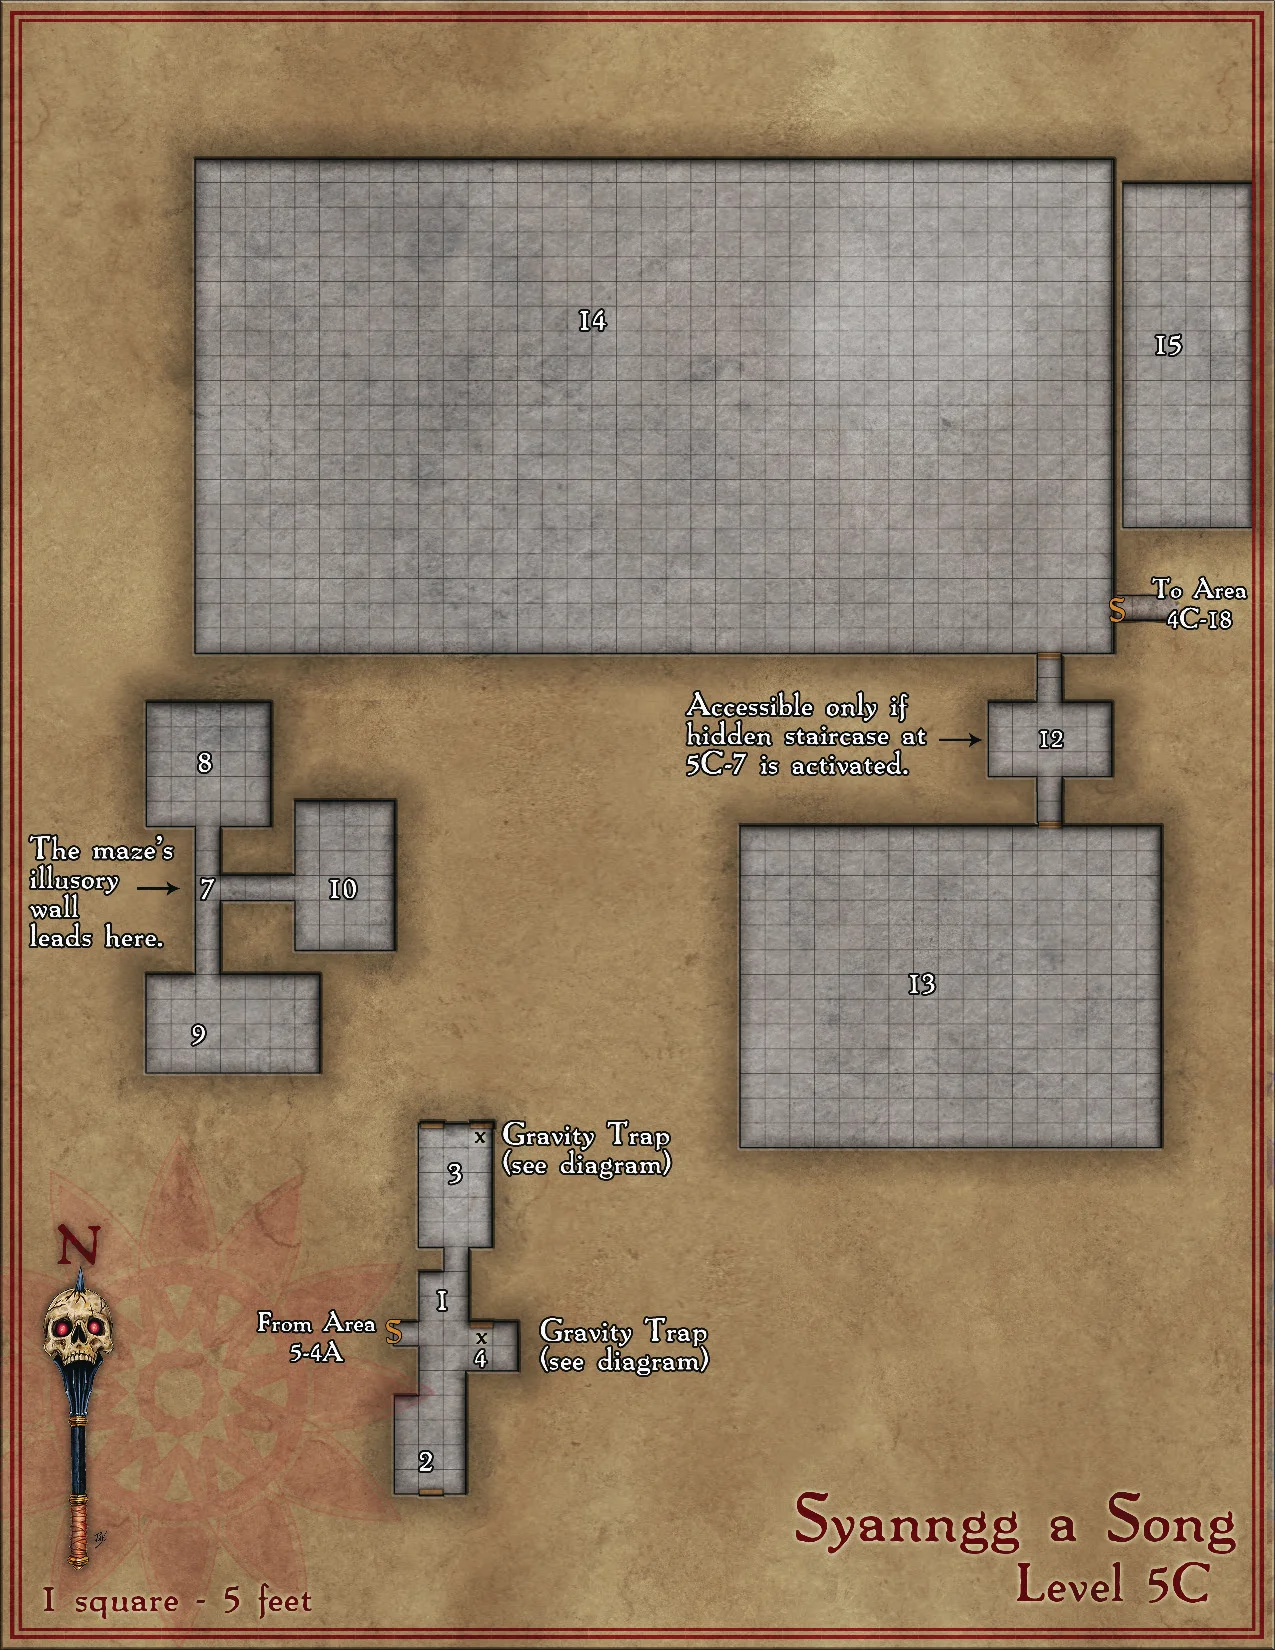 14
15
To Area
4C-18
S
Accessible only if
hidden staircase at
5C-7 is activated.
12
8
The maze's
illusory
wall
leads here.
7
10
9
13
x
Gravity Trap
(see diagram)
3
N
1
From Area
5-4A
S
x
4
Gravity Trap
(see diagram)
2
Syanngg a Song
Level 5C
1 square - 5 feet